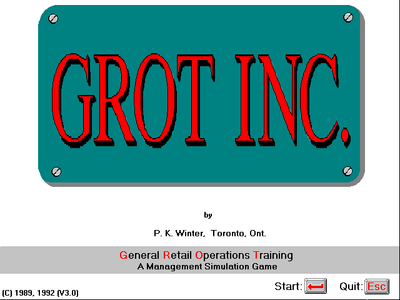 GROT INC.
by
P. K. Winter, Toronto, Ont.
General Retail Operations Training
A Management Simulation Game
(C) 1989, 1992 (V3.0)
Start:
Quit: Esc